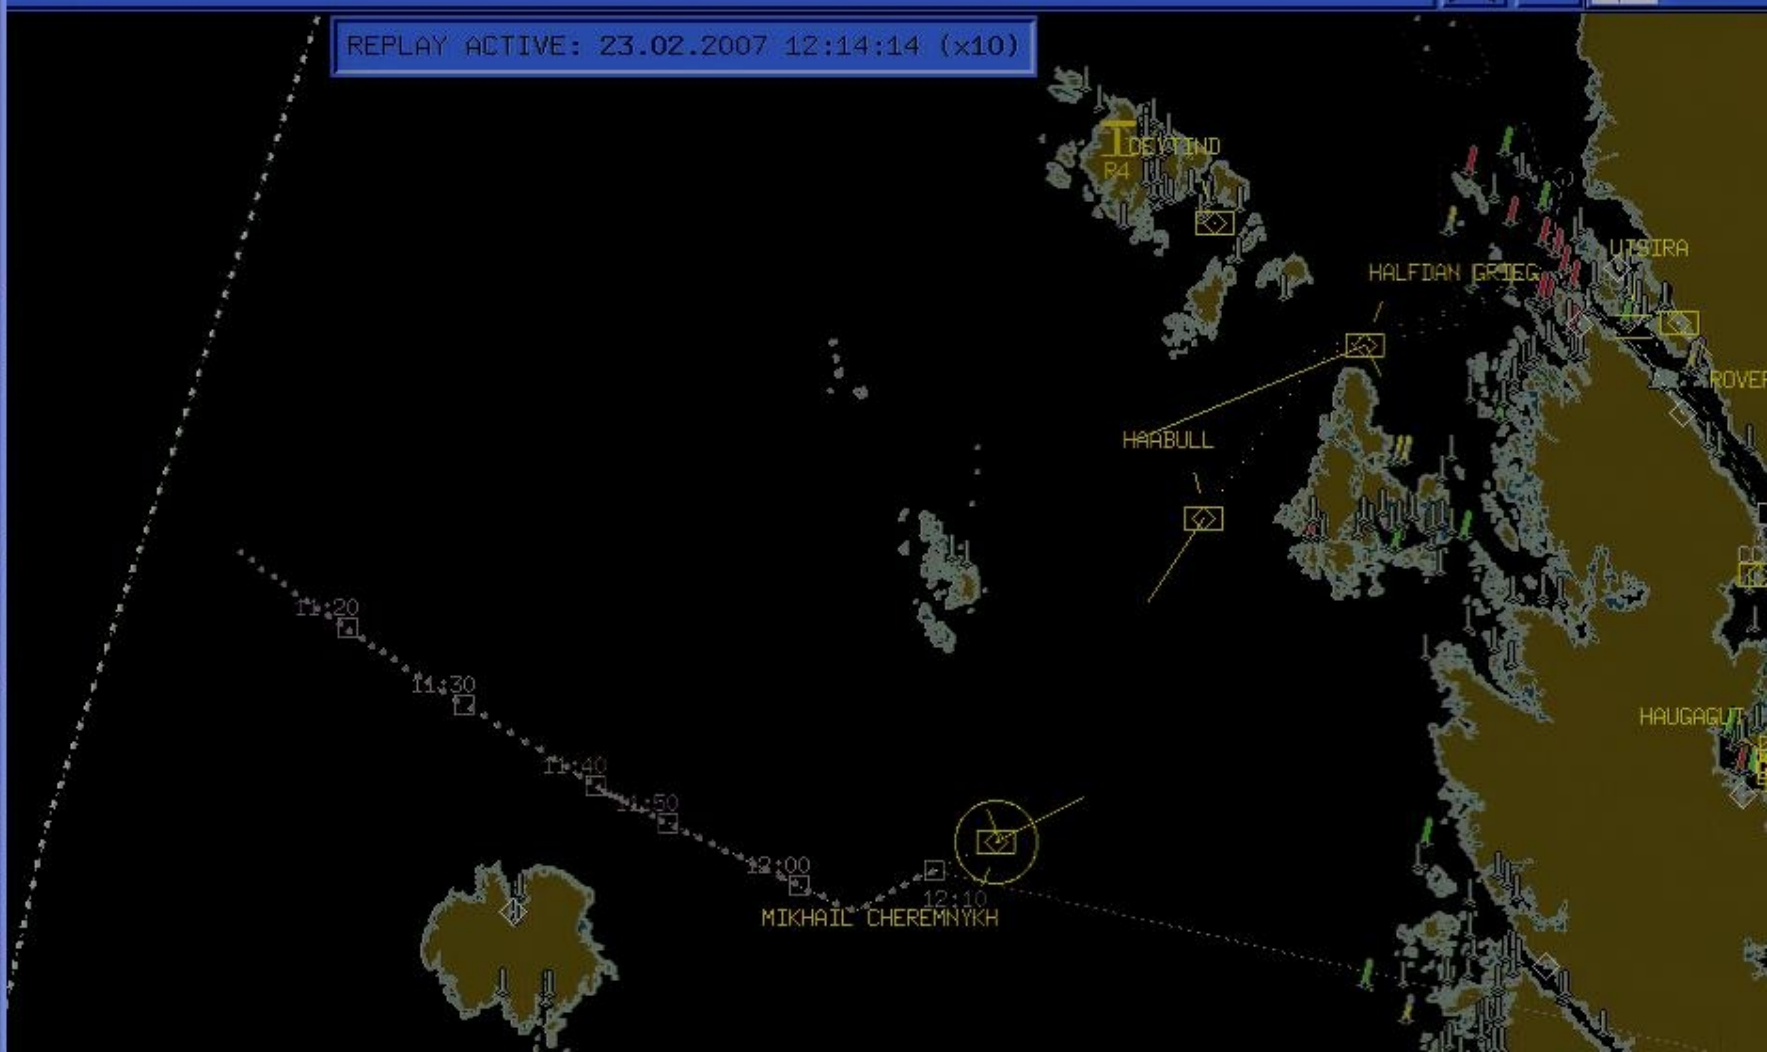 REPLAY ACTIVE: 23.02.2007 12:14:14 (x10)
DEVTIND
R4
UTSIRA
HALFDAN GRIEG
ROVER
HAABULL
11:20
11:30
HAUGAGUT
11:40
11:50
12:00
12:10
MIKHAIL CHEREMNYKH